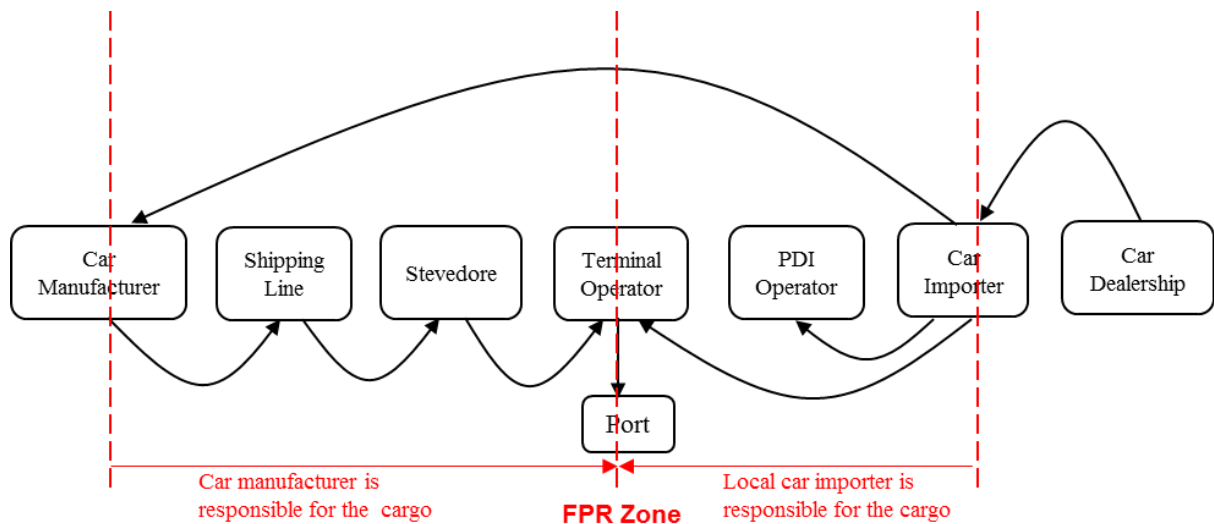 Car
Manufacturer
Shipping
Line
Stevedore
Terminal
Operator
PDI
Operator
Car
Importer
Car
Dealership
Port
Car manufacturer is
responsible for the cargo
FPR Zone
Local car importer is
responsible for the cargo